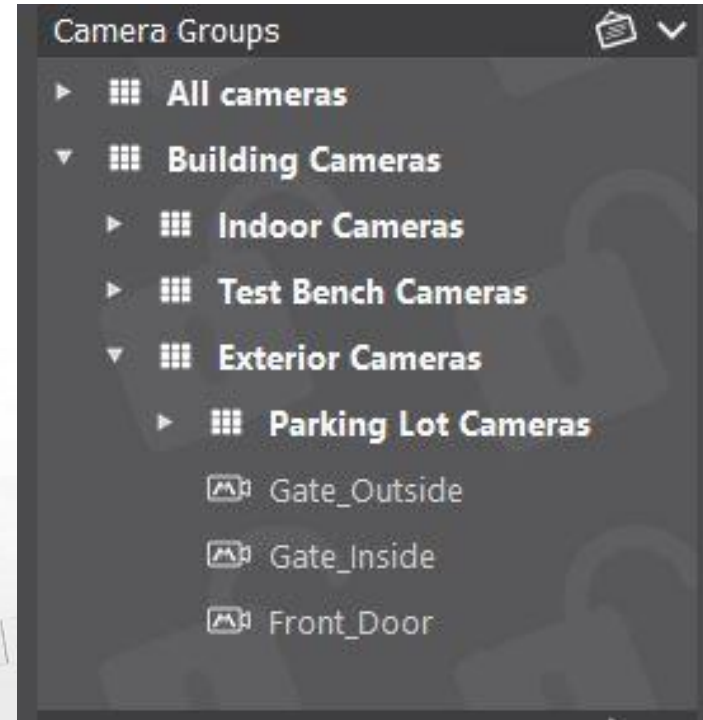 Camera Groups
All cameras
Building Cameras
Indoor Cameras
Test Bench Cameras
Exterior Cameras
Parking Lot Cameras
Gate_Outside
Gate_Inside
Front_Door